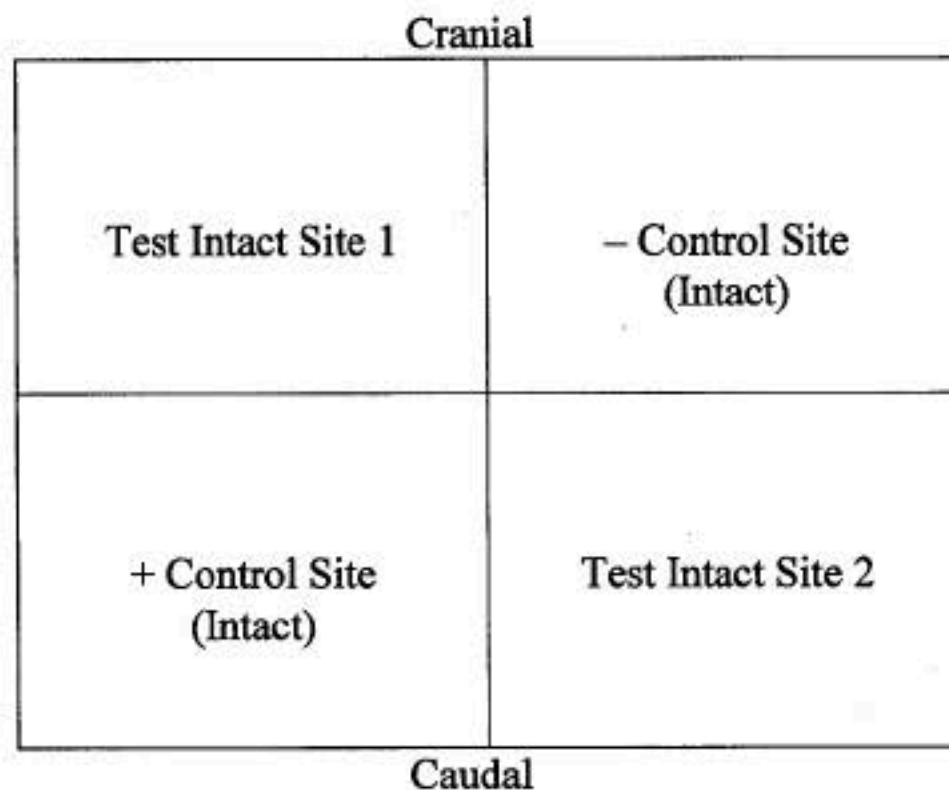 Cranial
Test Intact Site 1
– Control Site
(Intact)
+ Control Site
(Intact)
Test Intact Site 2
Caudal